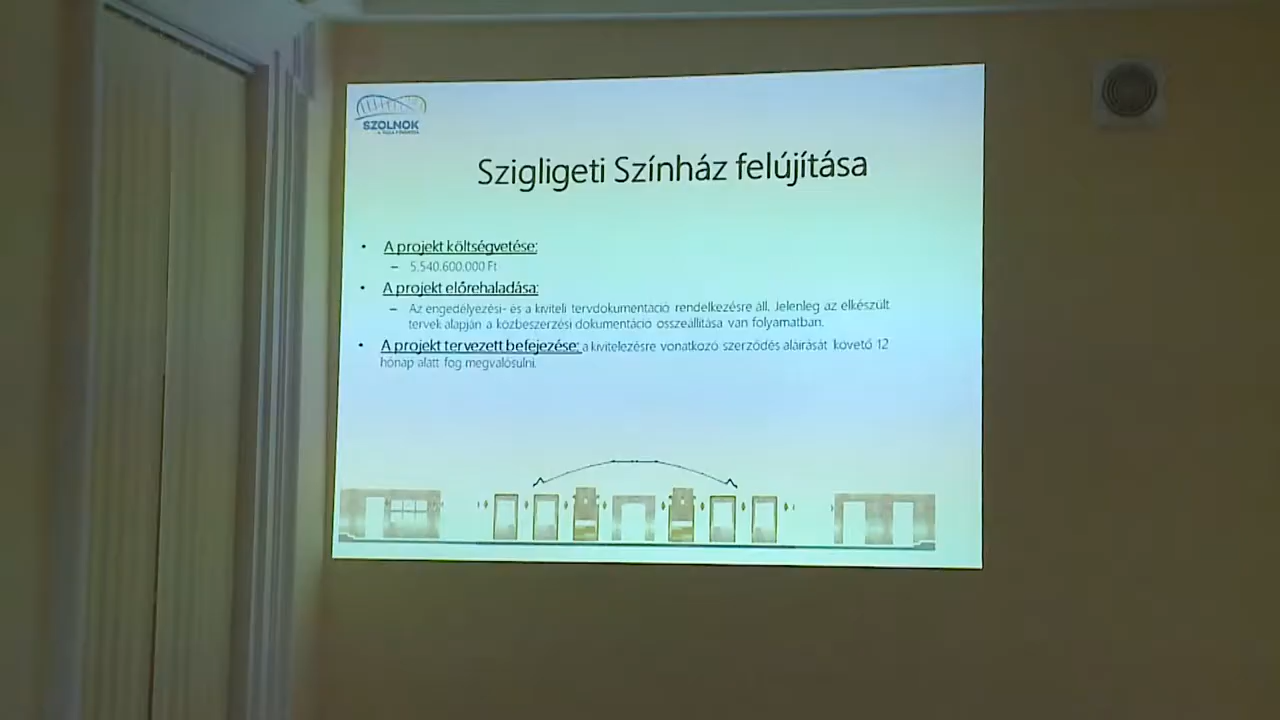 SZOLNOK
Szigligeti Színház felújítása
• A projekt költségvetése:
– 5.540.600.000 Ft
• A projekt előrehaladása:
– Az engedélyezési- és a kiviteli tervdokumentáció rendelkezésre áll. Jelenleg az elkészült
tervek alapján a közbeszerzési dokumentáció összeállítása van folyamatban.
• A projekt tervezett befejezése: a kivitelezésre vonatkozó szerződés aláírását követő 12
hónap alatt fog megvalósulni.